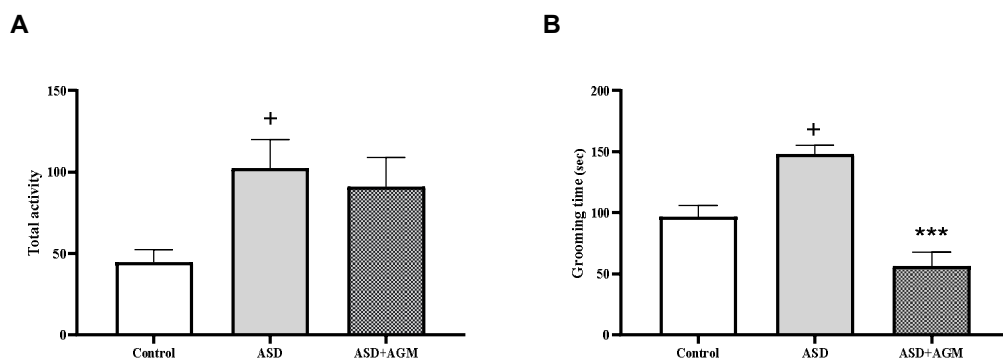 A
Total activity
150
100
50
0
+
Control
ASD
ASD+AGM
B
Grooming time (sec)
200
150
100
50
0
+
***
Control
ASD
ASD+AGM